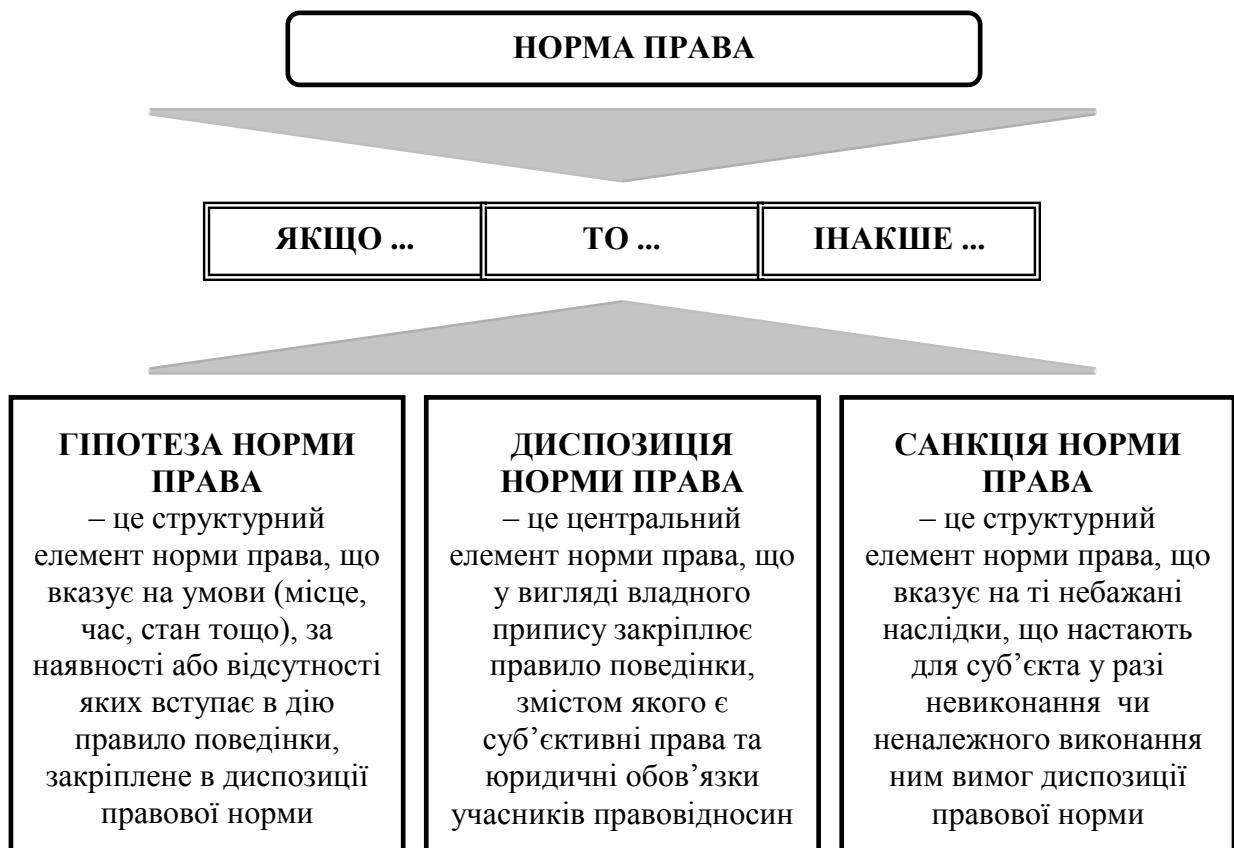 НОРМА ПРАВА
ЯКЩО ...
ТО ...
ІНАКШЕ ...
ГІПОТЕЗА НОРМИ
ПРАВА
– це структурний
елемент норми права, що
вказує на умови (місце,
час, стан тощо), за
наявності або відсутності
яких вступає в дію
правило поведінки,
закріплене в диспозиції
правової норми
ДИСПОЗИЦІЯ
НОРМИ ПРАВА
– це центральний
елемент норми права, що
у вигляді владного
припису закріплює
правило поведінки,
змістом якого є
суб’єктивні права та
юридичні обов’язки
учасників правовідносин
САНКЦІЯ НОРМИ
ПРАВА
– це структурний
елемент норми права, що
вказує на ті небажані
наслідки, що настають
для суб’єкта у разі
невиконання чи
неналежного виконання
ним вимог диспозиції
правової норми